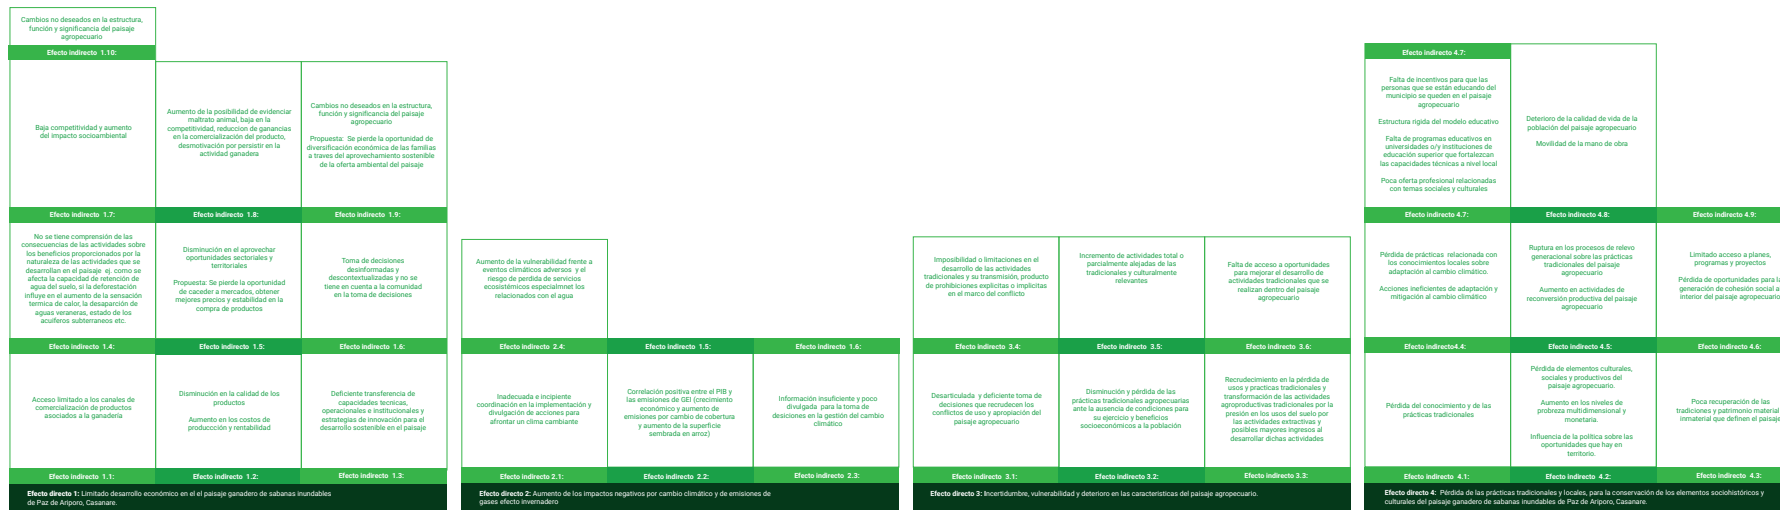 Cambios no deseados en la estructura,
función y significancia del paisaje
agropecuario
Efecto indirecto 1.10:
Baja competitividad y aumento
del impacto socioambiental
Aumento de la posibilidad de evidenciar
maltrato animal, baja en la
competitividad, reduccion de ganancias
en la comercialización del producto,
desmotivación por persistir en la
actividad ganadera
Cambios no deseados en la estructura,
función y significancia del paisaje
agropecuario
Propuesta: Se pierde la oportunidad de
diversificación económica de las familias
a traves del aprovechamiento sostenible
de la oferta ambiental del paisaje
Efecto indirecto 1.7:
Efecto indirecto 1.8:
Efecto indirecto 1.9:
No se tiene comprensión de las
consecuencias de las actividades sobre
los beneficios proporcionados por la
naturaleza de las actividades que se
desarrollan en el paisaje ej. como se
afecta la capacidad de retención de
agua del suelo, si la deforestación
influye en el aumento de la sensación
termica de calor, la desaparción de
aguas veraneras, estado de los
acuiferos subterraneos etc.
Disminución en el aprovechar
oportunidades sectoriales y
territoriales
Propuesta: Se pierde la oportunidad
de caceder a mercados, obtener
mejores precios y estabilidad en la
compra de productos
Toma de decisiones
desinformadas y
descontextualizadas y no se
tiene en cuenta a la comunidad
en la toma de decisiones
Efecto indirecto 1.4:
Efecto indirecto 1.5:
Efecto indirecto 1.6:
Acceso limitado a los canales de
comercialización de productos
asociados a la ganadería
Disminución en la calidad de los
productos
Aumento en los costos de
produccción y rentabilidad
Deficiente transferencia de
capacidades tecnicas,
operacionales e institucionales y
estrategias de innovación para el
desarrollo sostenible en el paisaje
Efecto indirecto 1.1:
Efecto indirecto 1.2:
Efecto indirecto 1.3:
Efecto directo 1: Limitado desarrollo económico en el el paisaje ganadero de sabanas inundables
de Paz de Ariporo, Casanare.
Aumento de la vulnerabilidad frente a
eventos climáticos adversos y el
riesgo de perdida de servicios
ecosistémicos especialmnet los
relacionados con el agua
Efecto indirecto 2.4:
Efecto indirecto 1.5:
Efecto indirecto 1.6:
Inadecuada e incipiente
coordinación en la implementación y
divulgación de acciones para
afrontar un clima cambiante
Correlación positiva entre el PIB y
las emisiones de GEI (crecimiento
económico y aumento de
emisiones por cambio de cobertura
y aumento de la superficie
sembrada en arroz)
Información insuficiente y poco
divulgada para la toma de
desiciones en la gestión del cambio
climático
Efecto indirecto 2.1:
Efecto indirecto 2.2:
Efecto indirecto 2.3:
Efecto directo 2: Aumento de los impactos negativos por cambio climático y de emisiones de
gases efecto invernadero
Imposibilidad o limitaciones en el
desarrollo de las actividades
tradicionales y su transmisión, producto
de prohibiciones explícitas o implicitas
en el marco del conflicto
Incremento de actividades total o
parcialmente alejadas de las
tradicionales y culturalmente
relevantes
Falta de acceso a oportunidades
para mejorar el desarrollo de
actividades tradicionales que se
realizan dentro del paisaje
agropecuario
Efecto indirecto 3.4:
Efecto indirecto 3.5:
Efecto indirecto 3.6:
Desarticulada y deficiente toma de
decisiones que recrudecen los
conflictos de uso y apropiación del
paisaje agropecuario
Disminución y pérdida de las
prácticas tradicionales agropecuarias
ante la ausencia de condiciones para
su ejercicio y beneficios
socioeconómicos a la población
Recrudecimiento en la pérdida de
usos y practicas tradicionales y
transformación de las actividades
agroproductivas tradicionales por la
presión en los usos del suelo por
las actividades extractivas y
posibles mayores ingresos al
desarrollar dichas actividades
Efecto indirecto 3.1:
Efecto indirecto 3.2:
Efecto indirecto 3.3:
Efecto directo 3: Incertidumbre, vulnerabilidad y deterioro en las caracteristicas del paisaje agropecuario.
Efecto indirecto 4.7:
Falta de incentivos para que las
personas que se están educando del
municipio se queden en el paisaje
agropecuario
Estructura rigida del modelo educativo
Falta de programas educativos en
universidades o/y instituciones de
educación superior que fortalezcan
las capacidades técnicas a nivel local
Poca oferta profesional relacionadas
con temas sociales y culturales
Deterioro de la calidad de vida de la
población del paisaje agropecuario
Movilidad de la mano de obra
Efecto indirecto 4.7:
Efecto indirecto 4.8:
Efecto indirecto 4.9:
Pérdida de prácticas relacionada con
los conocimientos locales sobre
adaptación al cambio climático.
Acciones ineficientes de adaptación y
mitigación al cambio climático
Ruptura en los procesos de relevo
generacional sobre las prácticas
tradicionales del paisaje
agropecuario
Aumento en actividades de
reconversión productiva del paisaje
agropecuario
Limitado acceso a planes,
programas y proyectos
Pérdida de oportunidades para la
generación de cohesión social al
interior del paisaje agropecuario
Efecto indirecto4.4:
Efecto indirecto 4.5:
Efecto indirecto 4.6:
Pérdida del conocimiento y de las
prácticas tradicionales
Pérdida de elementos culturales,
sociales y productivos del
paisaje agropecuario.
Aumento en los niveles de
probreza multidimensional y
monetaria.
Influencia de la política sobre las
oportunidades que hay en
territorio.
Poca recuperación de las
tradiciones y patrimonio material
inmaterial que definen el paisaje
Efecto indirecto 4.1:
Efecto indirecto 4.2:
Efecto indirecto 4.3:
Efecto directo 4: Pérdida de las prácticas tradicionales y locales, para la conservación de los elementos sociohistóricos y
culturales del paisaje ganadero de sabanas inundables de Paz de Ariporo, Casanare.